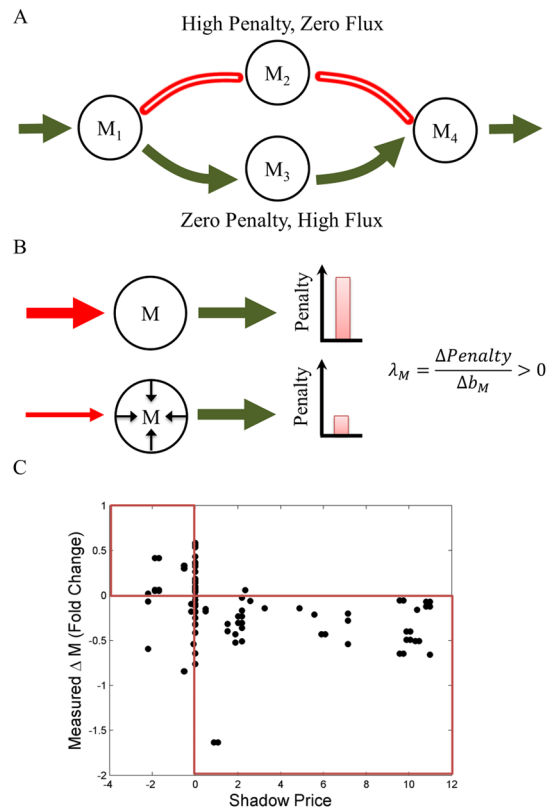 A
High Penalty, Zero Flux
M2
M1
M4
M3
Zero Penalty, High Flux
B
M
Penalty
λM = ΔPenalty / ΔbM > 0
M
Penalty
C
Measured Δ M (Fold Change)
1
0.5
0
-0.5
-1
-1.5
-2
-4 -2 0 2 4 6 8 10 12
Shadow Price